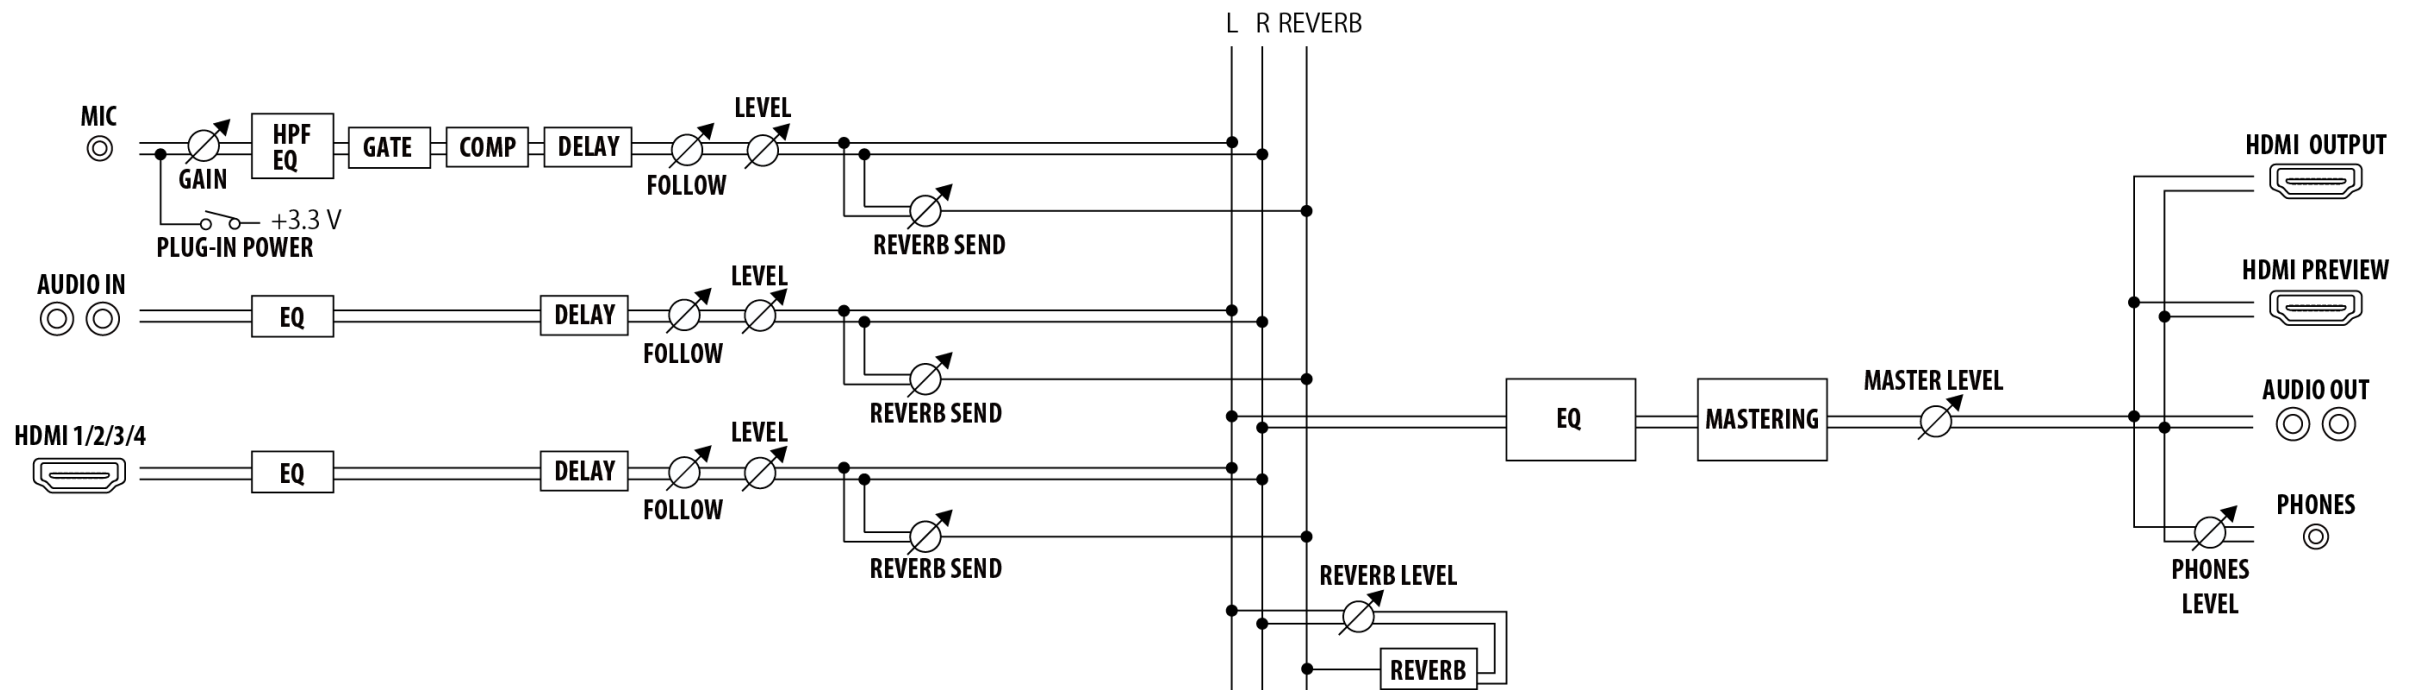 L R REVERB
MIC
LEVEL
HPF
EQ
GATE
COMP
DELAY
GAIN
FOLLOW
+3.3 V
PLUG-IN POWER
REVERB SEND
AUDIO IN
LEVEL
EQ
DELAY
FOLLOW
REVERB SEND
HDMI 1/2/3/4
LEVEL
EQ
DELAY
FOLLOW
REVERB SEND
REVERB LEVEL
REVERB
EQ
MASTERING
MASTER LEVEL
HDMI OUTPUT
HDMI PREVIEW
AUDIO OUT
PHONES
PHONES
LEVEL